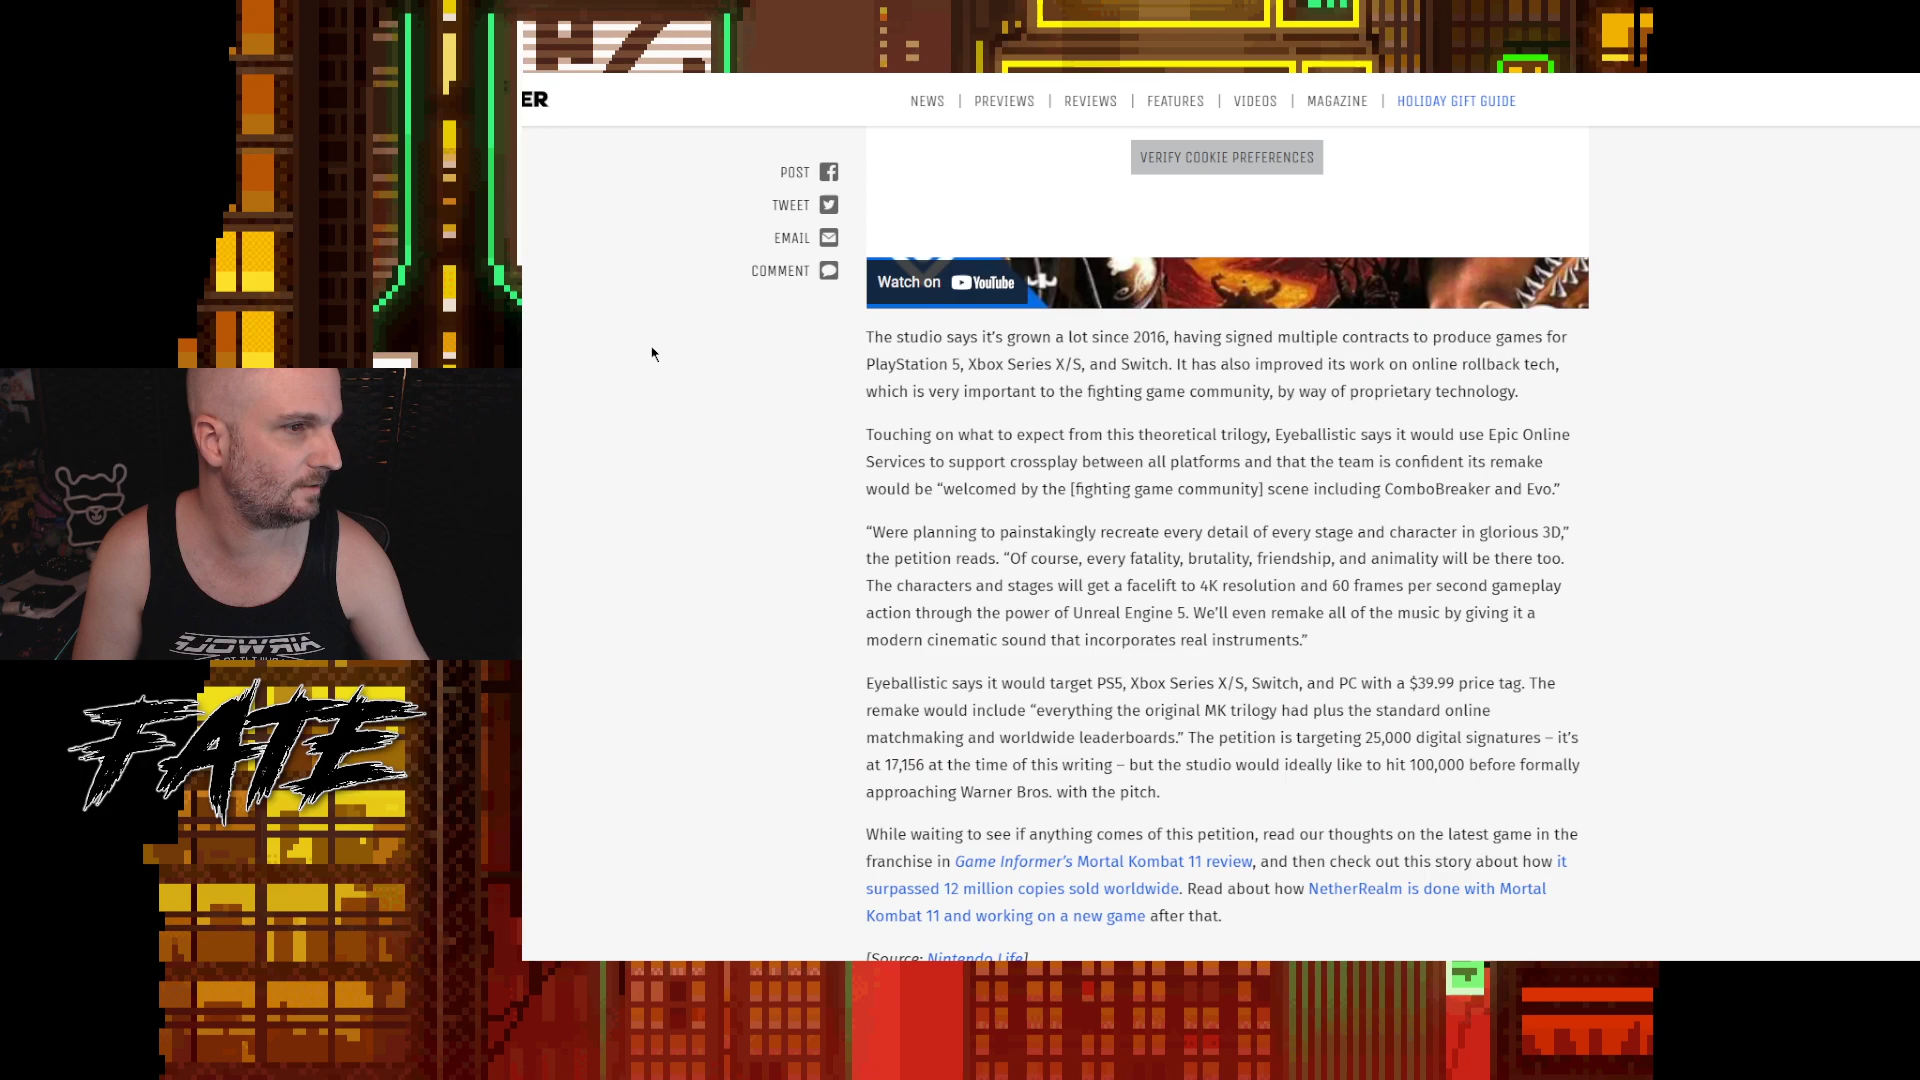 ER
NEWS | PREVIEWS | REVIEWS | FEATURES | VIDEOS | MAGAZINE | HOLIDAY GIFT GUIDE
VERIFY COOKIE PREFERENCES
POST
TWEET
EMAIL
COMMENT
Watch on YouTube
The studio says it’s grown a lot since 2016, having signed multiple contracts to produce games for
PlayStation 5, Xbox Series X/S, and Switch. It has also improved its work on online rollback tech,
which is very important to the fighting game community, by way of proprietary technology.
Touching on what to expect from this theoretical trilogy, Eyeballistic says it would use Epic Online
Services to support crossplay between all platforms and that the team is confident its remake
would be “welcomed by the [fighting game community] scene including ComboBreaker and Evo.”
“Were planning to painstakingly recreate every detail of every stage and character in glorious 3D,”
the petition reads. “Of course, every fatality, brutality, friendship, and animality will be there too.
The characters and stages will get a facelift to 4K resolution and 60 frames per second gameplay
action through the power of Unreal Engine 5. We’ll even remake all of the music by giving it a
modern cinematic sound that incorporates real instruments.”
Eyeballistic says it would target PS5, Xbox Series X/S, Switch, and PC with a $39.99 price tag. The
remake would include “everything the original MK trilogy had plus the standard online
matchmaking and worldwide leaderboards.” The petition is targeting 25,000 digital signatures – it’s
at 17,156 at the time of this writing – but the studio would ideally like to hit 100,000 before formally
approaching Warner Bros. with the pitch.
While waiting to see if anything comes of this petition, read our thoughts on the latest game in the
franchise in Game Informer’s Mortal Kombat 11 review, and then check out this story about how it
surpassed 12 million copies sold worldwide. Read about how NetherRealm is done with Mortal
Kombat 11 and working on a new game after that.
[Source: Nintendo Life]
FATE